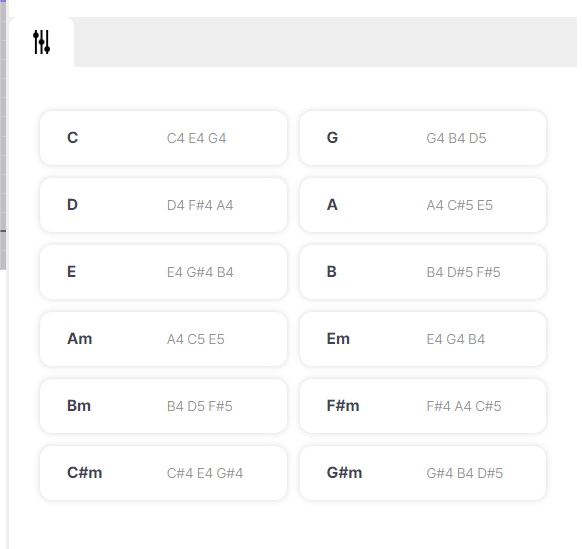 C C4 E4 G4
G G4 B4 D5
D D4 F#4 A4
A A4 C#5 E5
E E4 G#4 B4
B B4 D#5 F#5
Am A4 C5 E5
Em E4 G4 B4
Bm B4 D5 F#5
F#m F#4 A4 C#5
C#m C#4 E4 G#4
G#m G#4 B4 D#5